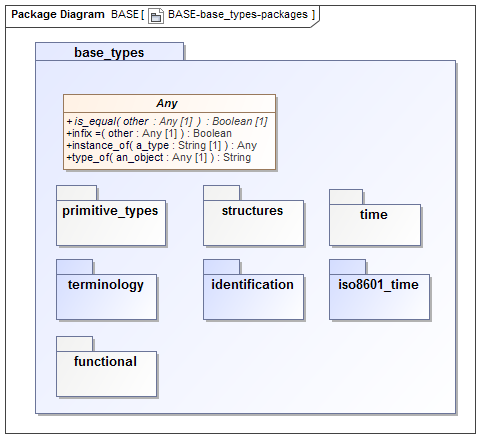 Package Diagram BASE [ BASE-base_types-packages ]
base_types
Any
+ is_equal( other : Any [1] ) : Boolean [1]
+infix =( other : Any [1] ) : Boolean
+instance_of( a_type : String [1] ) : Any
+type_of( an_object : Any [1] ) : String
primitive_types
structures
time
terminology
identification
iso8601_time
functional